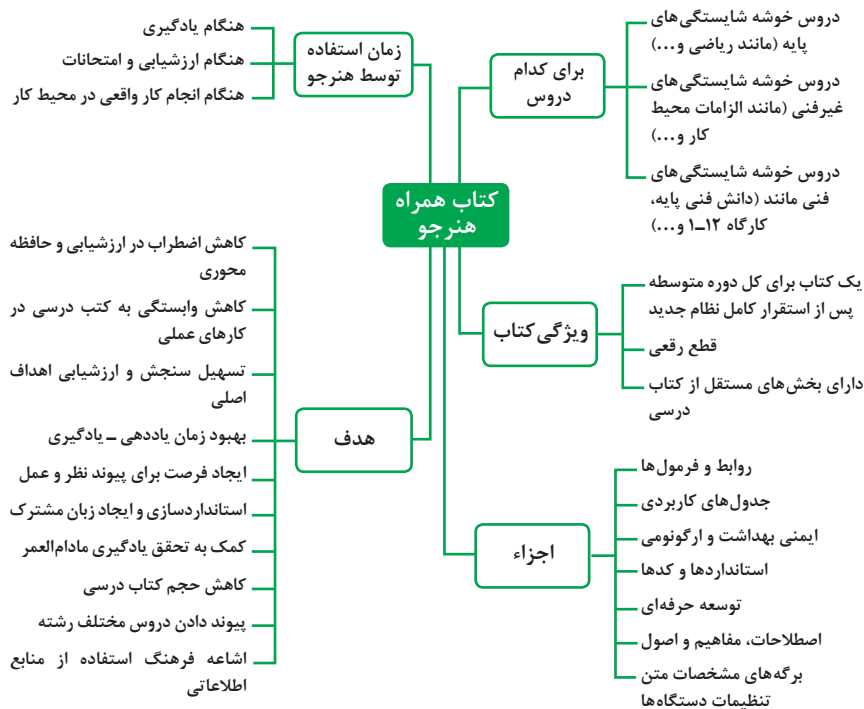 کتاب همراه
هنرجو
برای کدام
دروس
دروس خوشه شایستگی‌های
پایه (مانند ریاضی و...)
دروس خوشه شایستگی‌های
غیرفنی (مانند الزامات محیط
کار و...)
دروس خوشه شایستگی‌های
فنی مانند (دانش فنی پایه،
کارگاه ۱۲ــ۱ و...)
ویژگی کتاب
یک کتاب برای کل دوره متوسطه
پس از استقرار کامل نظام جدید
قطع رقعی
دارای بخش‌های مستقل از کتاب
درسی
اجزاء
روابط و فرمول‌ها
جدول‌های کاربردی
ایمنی بهداشت و ارگونومی
استانداردها و کدها
توسعه حرفه‌ای
اصطلاحات، مفاهیم و اصول
برگه‌های مشخصات متن
تنظیمات دستگاه‌ها
زمان استفاده
توسط هنرجو
هنگام یادگیری
هنگام ارزشیابی و امتحانات
هنگام انجام کار واقعی در محیط کار
هدف
کاهش اضطراب در ارزشیابی و حافظه
محوری
کاهش وابستگی به کتب درسی در
کارهای عملی
تسهیل سنجش و ارزشیابی اهداف
اصلی
بهبود زمان یاددهی ــ یادگیری
ایجاد فرصت برای پیوند نظر و عمل
استانداردسازی و ایجاد زبان مشترک
کمک به تحقق یادگیری مادام‌العمر
کاهش حجم کتاب درسی
پیوند دادن دروس مختلف رشته
اشاعه فرهنگ استفاده از منابع
اطلاعاتی